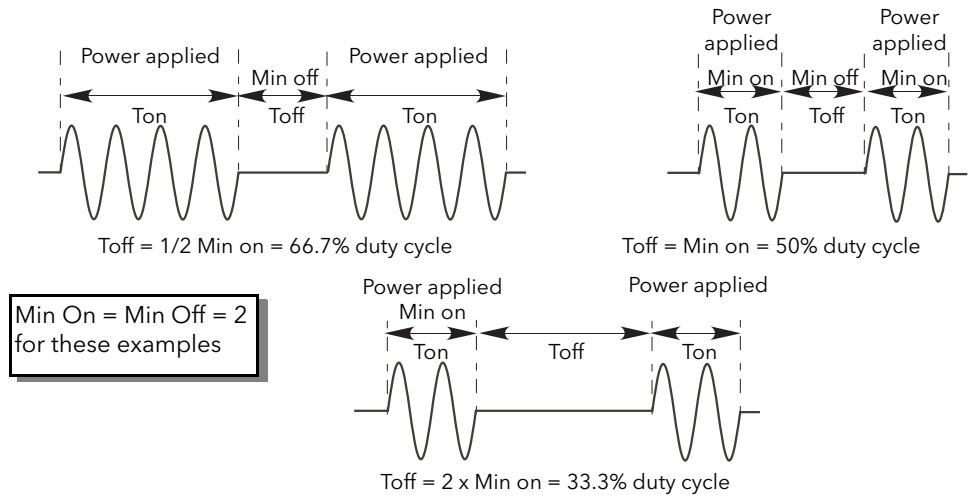 Power applied
Power applied
Min off
Ton
Toff
Ton
Toff = 1/2 Min on = 66.7% duty cycle
Power
applied
Power
applied
Min on
Min off
Min on
Ton
Toff
Ton
Toff = Min on = 50% duty cycle
Min On = Min Off = 2
for these examples
Power applied
Min on
Power applied
Ton
Toff
Ton
Toff = 2 x Min on = 33.3% duty cycle